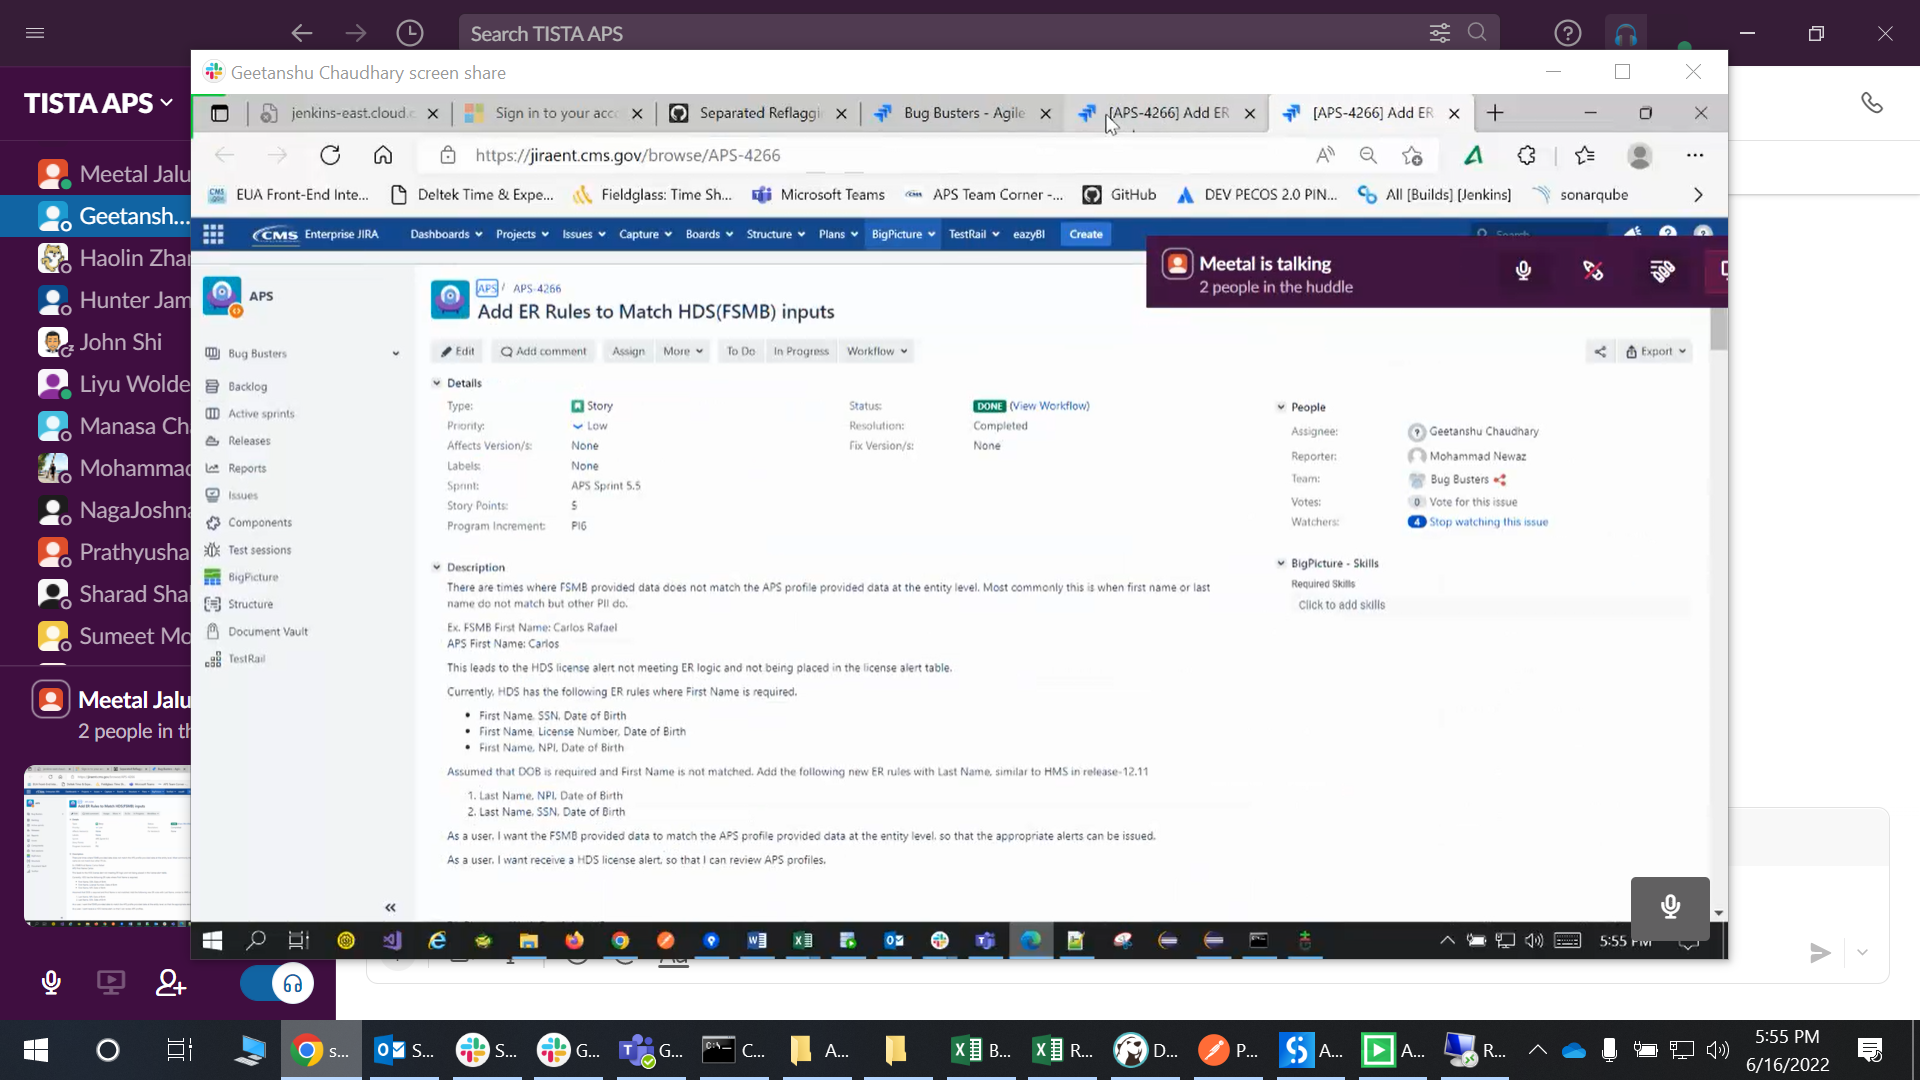 Search TISTA APS
Geetanshu Chaudhary screen share
TISTA APS
jenkins-east.cloud.c
Sign in to your acc
Separated Reflaggi
Bug Busters - Agile
[APS-4266] Add ER
[APS-4266] Add ER
https://jiraent.cms.gov/browse/APS-4266
EUA Front-End Inte...
Deltek Time & Expe...
Fieldglass: Time Sh...
Microsoft Teams
APS Team Corner -...
GitHub
DEV PECOS 2.0 PIN...
All [Builds] [Jenkins]
sonarqube
CMS Enterprise JIRA
Dashboards
Projects
Issues
Capture
Boards
Structure
Plans
BigPicture
TestRail
eazyBI
Create
Search
Meetal is talking
2 people in the huddle
Meetal Jalu
Geetansh...
Haolin Zhan
Hunter Jam
John Shi
Liyu Wolde
Manasa Cha
Mohammad
NagaJoshna
Prathyusha
Sharad Shal
Sumeet Mo
Meetal Jalu
2 people in th
APS
Bug Busters
Backlog
Active sprints
Releases
Reports
Issues
Components
Test sessions
BigPicture
Structure
Document Vault
TestRail
APS / APS-4266
Add ER Rules to Match HDS(FSMB) inputs
Edit
Add comment
Assign
More
To Do
In Progress
Workflow
Export
Details
Type: Story
Priority: Low
Affects Version/s: None
Labels: None
Sprint: APS Sprint 5.5
Story Points: 5
Program Increment: PI6
Status: DONE (View Workflow)
Resolution: Completed
Fix Version/s: None
People
Assignee: Geetanshu Chaudhary
Reporter: Mohammad Newaz
Team: Bug Busters
Votes: 0 Vote for this issue
Watchers: 4 Stop watching this issue
BigPicture - Skills
Required Skills
Click to add skills
Description
There are times where FSMB provided data does not match the APS profile provided data at the entity level. Most commonly this is when first name or last
name do not match but other PII do.
Ex. FSMB First Name: Carlos Rafael
APS First Name: Carlos
This leads to the HDS license alert not meeting ER logic and not being placed in the license alert table.
Currently, HDS has the following ER rules where First Name is required.
• First Name, SSN, Date of Birth
• First Name, License Number, Date of Birth
• First Name, NPI, Date of Birth
Assumed that DOB is required and First Name is not matched. Add the following new ER rules with Last Name, similar to HMS in release-12.11
1. Last Name, NPI, Date of Birth
2. Last Name, SSN, Date of Birth
As a user, I want the FSMB provided data to match the APS profile provided data at the entity level, so that the appropriate alerts can be issued.
As a user, I want receive a HDS license alert, so that I can review APS profiles.
5:55 PM
s...
S...
S...
G...
G...
C...
A...
B...
R...
D...
P...
A...
A...
R...
5:55 PM
6/16/2022